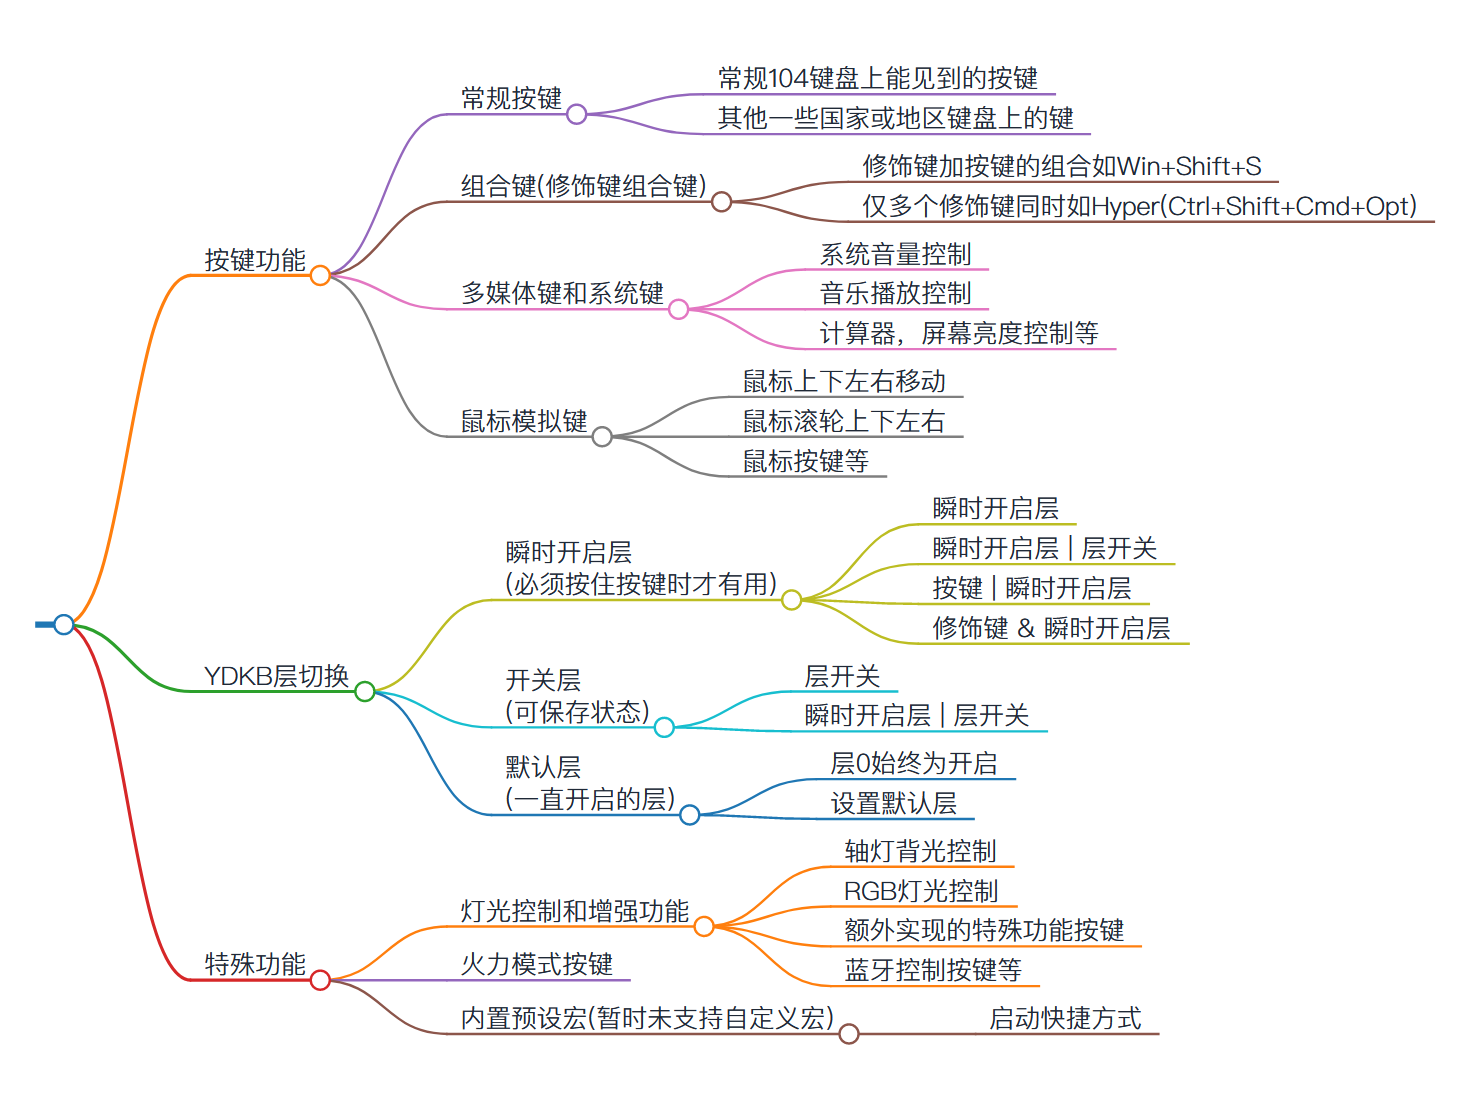 按键功能
常规按键
常规104键盘上能见到的按键
其他一些国家或地区键盘上的键
组合键(修饰键组合键)
修饰键加按键的组合如Win+Shift+S
仅多个修饰键同时如Hyper(Ctrl+Shift+Cmd+Opt)
多媒体键和系统键
系统音量控制
音乐播放控制
计算器，屏幕亮度控制等
鼠标模拟键
鼠标上下左右移动
鼠标滚轮上下左右
鼠标按键等
YDKB层切换
瞬时开启层
(必须按住按键时才有用)
瞬时开启层
瞬时开启层 | 层开关
按键 | 瞬时开启层
修饰键 & 瞬时开启层
开关层
(可保存状态)
层开关
瞬时开启层 | 层开关
默认层
(一直开启的层)
层0始终为开启
设置默认层
特殊功能
灯光控制和增强功能
轴灯背光控制
RGB灯光控制
额外实现的特殊功能按键
蓝牙控制按键等
火力模式按键
内置预设宏(暂时未支持自定义宏)
启动快捷方式